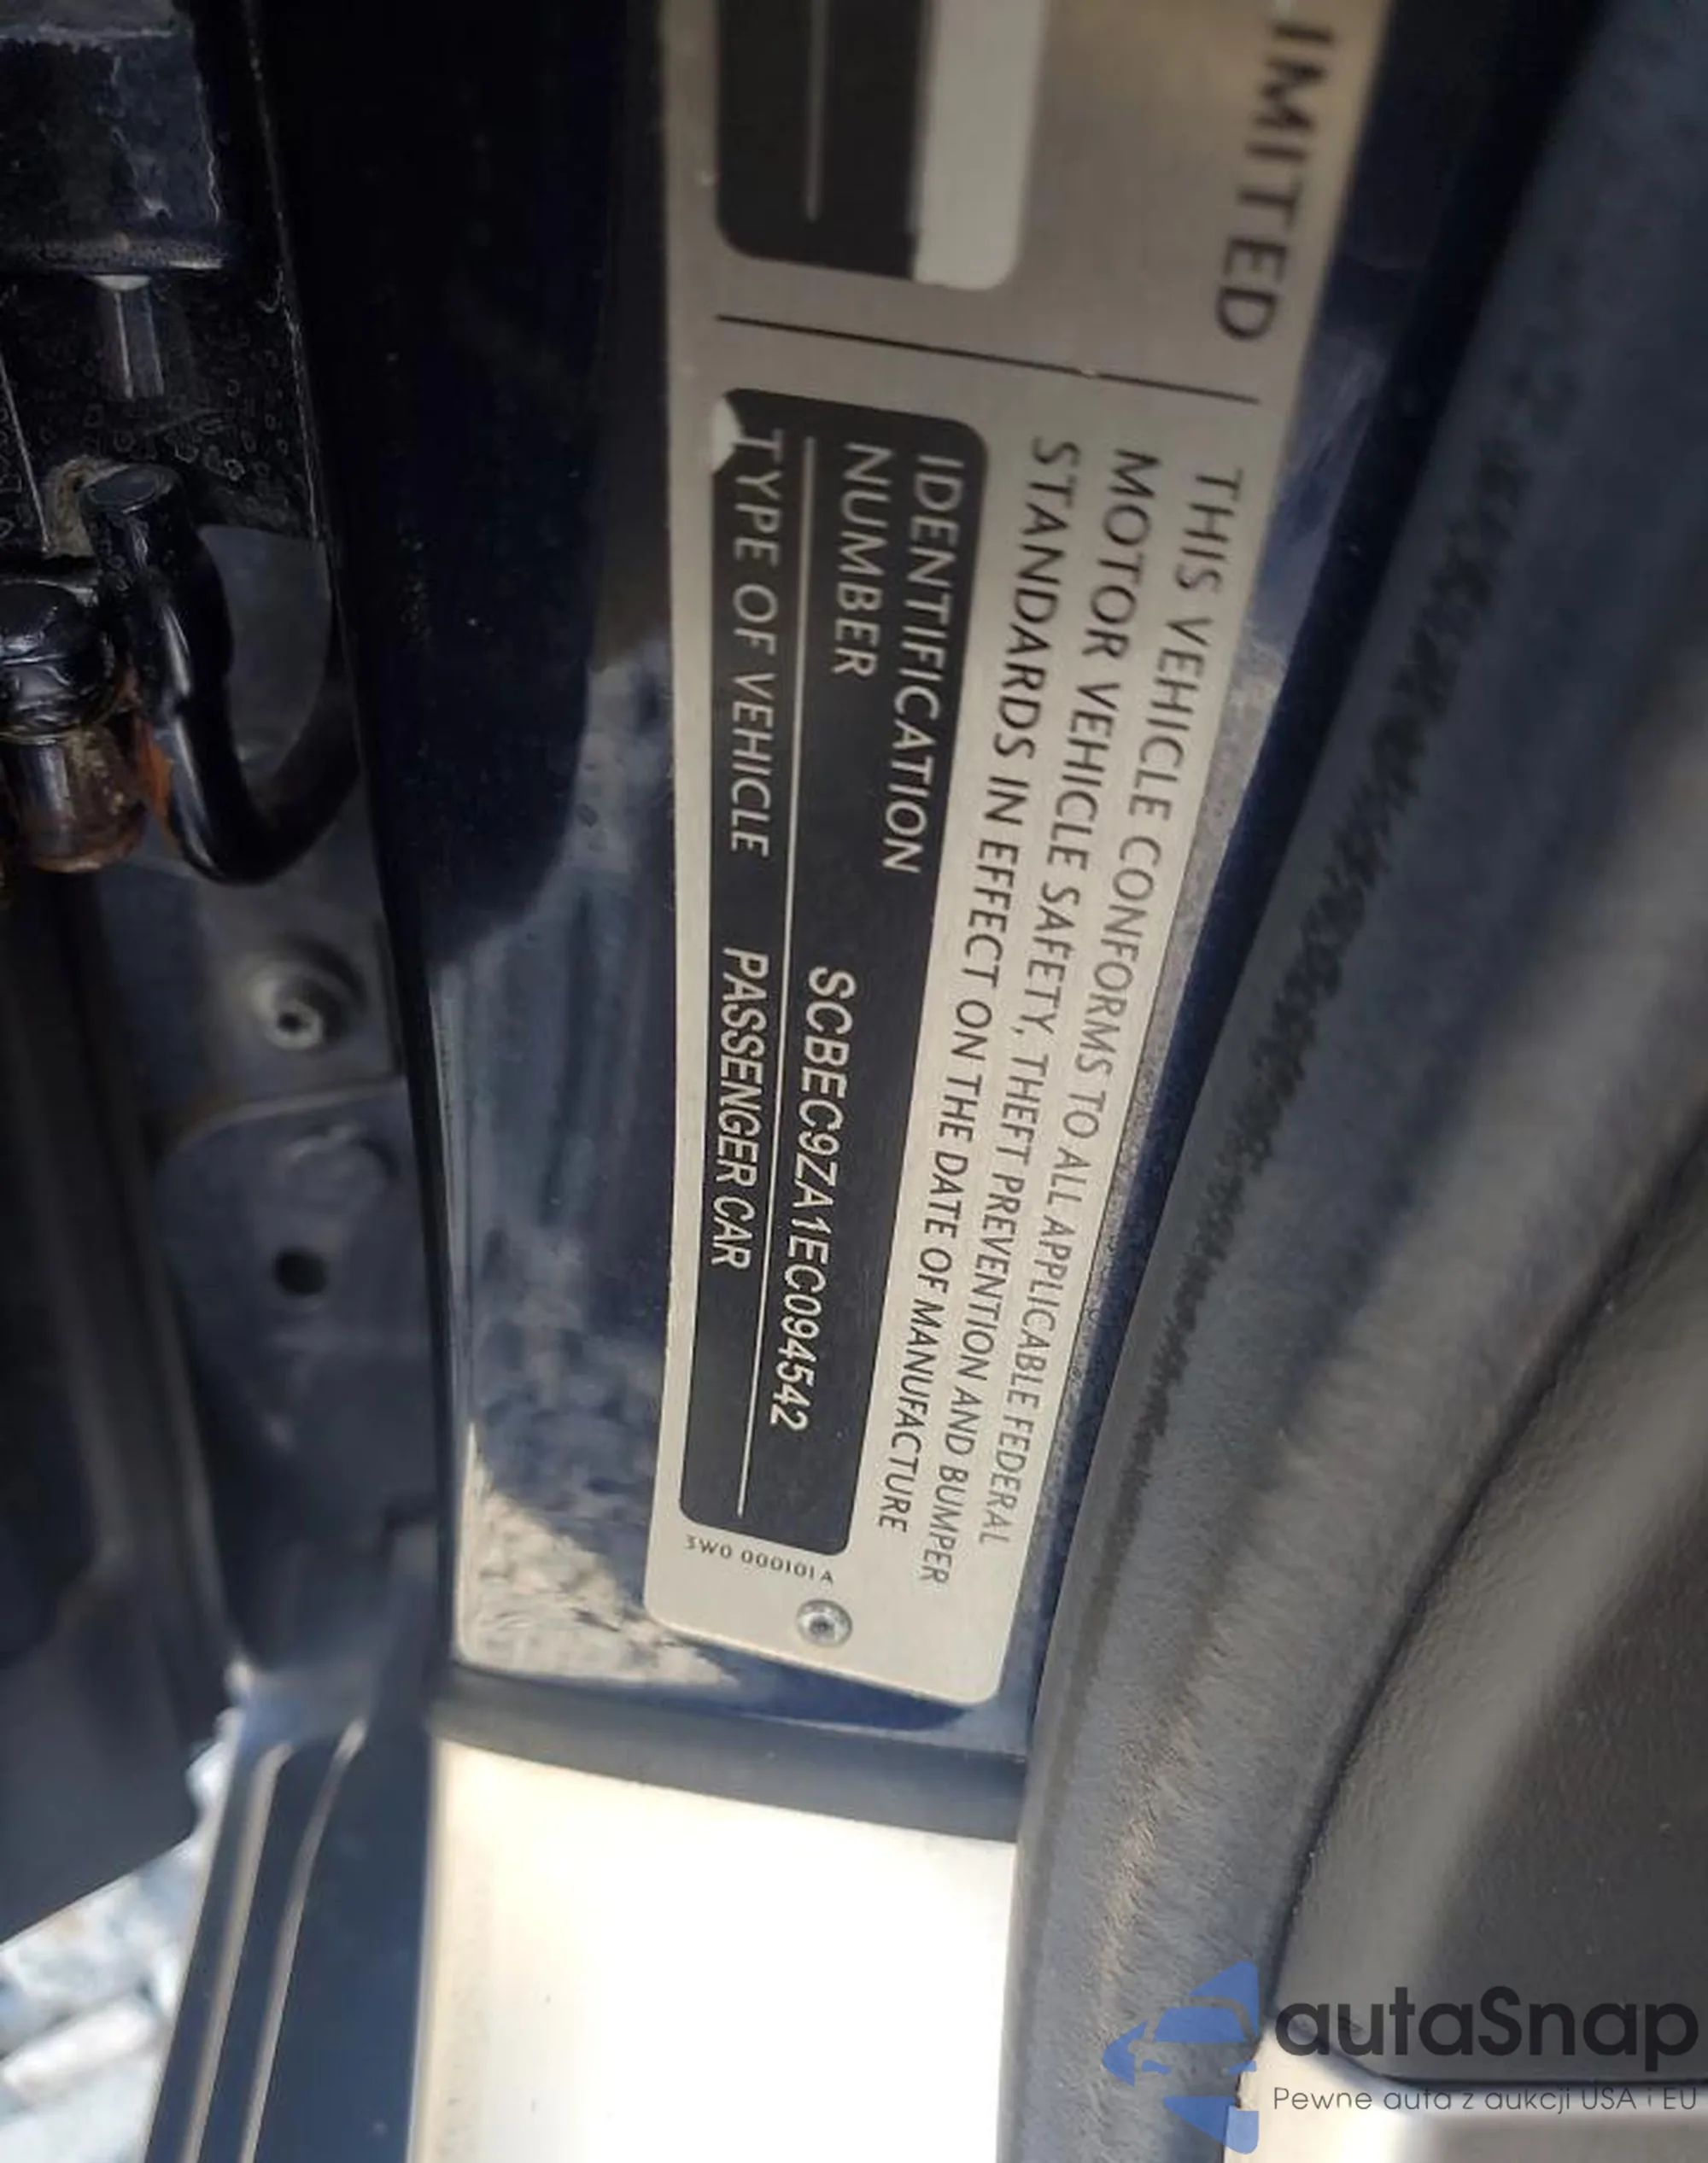 IMITED
THIS VEHICLE CONFORMS TO ALL APPLICABLE FEDERAL
MOTOR VEHICLE SAFETY, THEFT PREVENTION AND BUMPER
STANDARDS IN EFFECT ON THE DATE OF MANUFACTURE
IDENTIFICATION
NUMBER SCBEC9ZA1EC094542
TYPE OF VEHICLE PASSENGER CAR
3W0 000101 A
autaSnap
Pewne auta z aukcji USA i EU